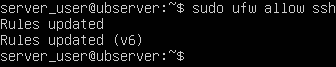 server_user@ubserver:~$ sudo ufw allow ssh
Rules updated
Rules updated (v6)
server_user@ubserver:~$